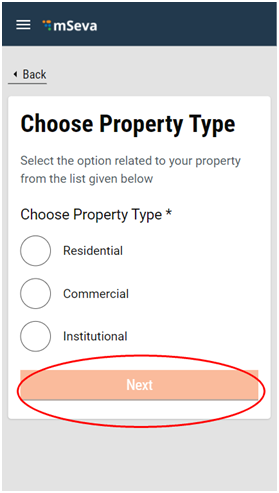 mSeva
Back
Choose Property Type
Select the option related to your property
from the list given below
Choose Property Type *
Residential
Commercial
Institutional
Next